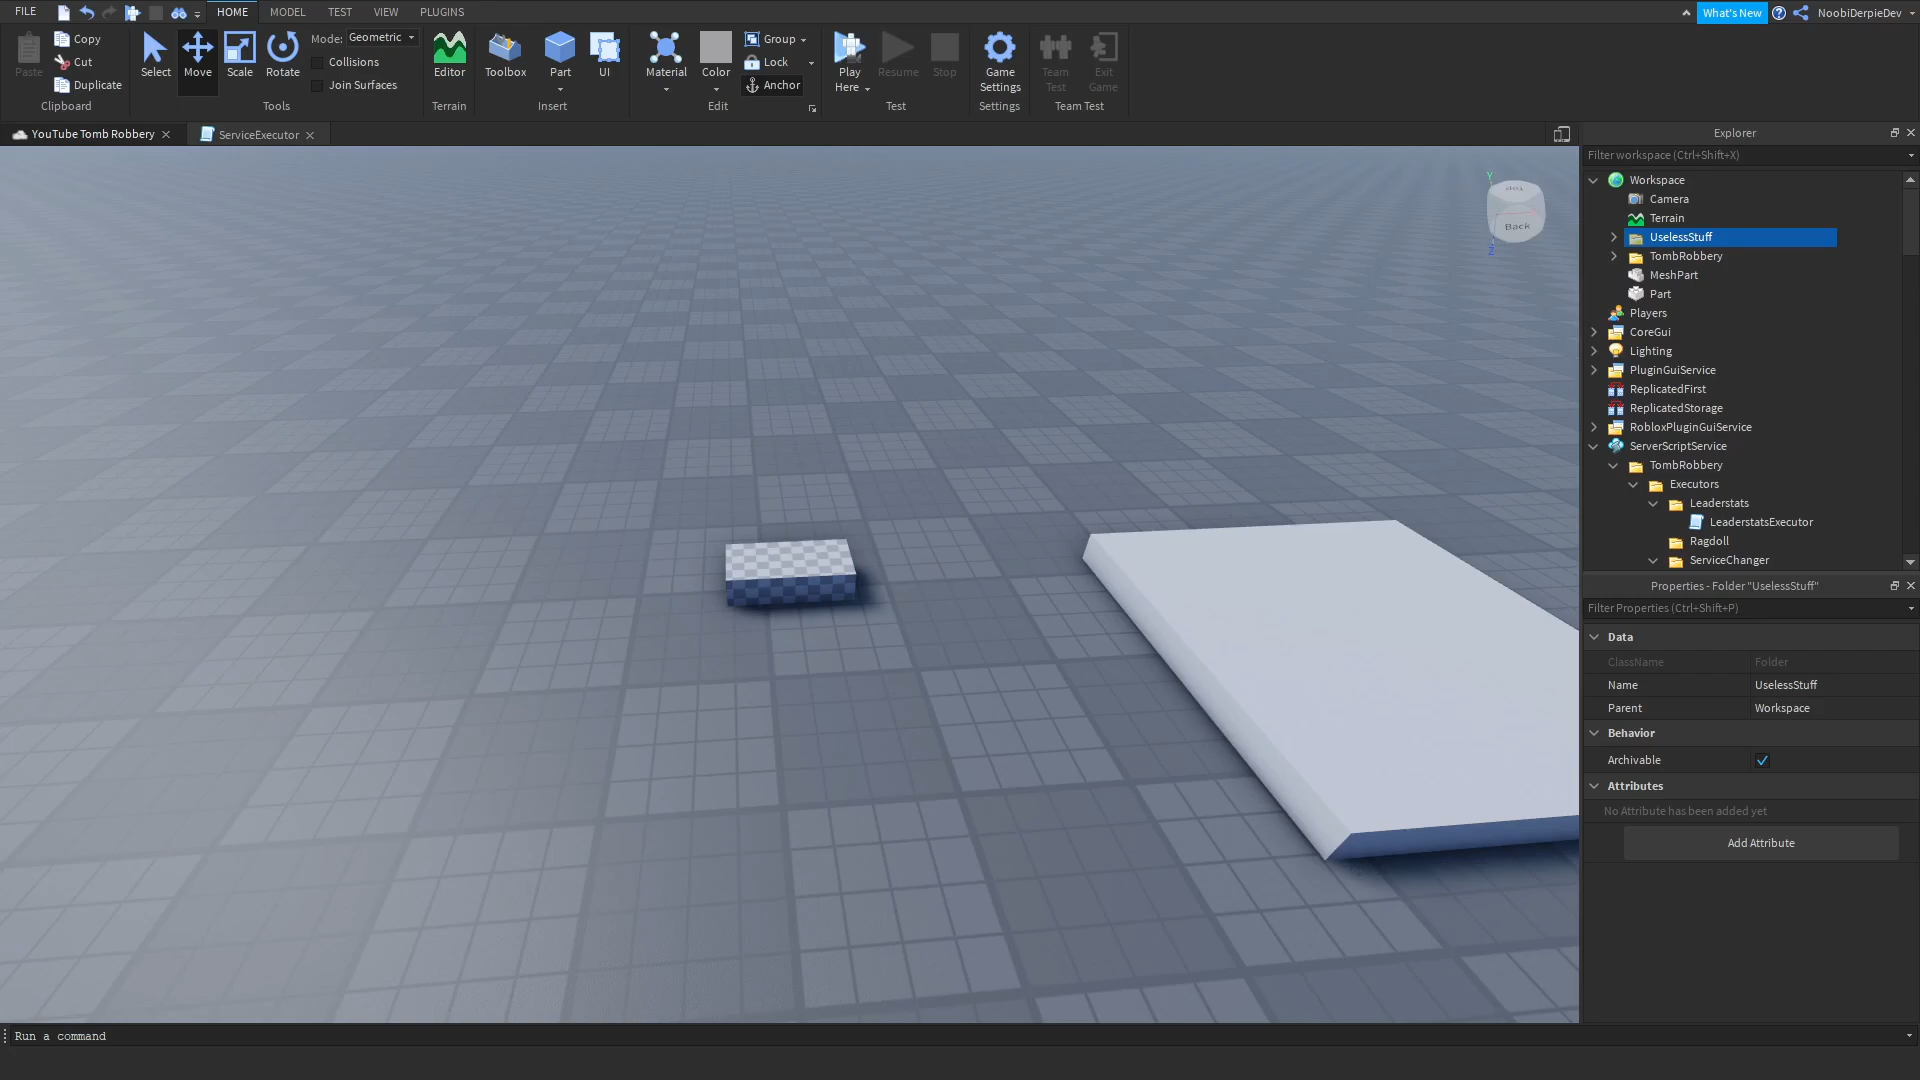 FILE
HOME
MODEL
TEST
VIEW
PLUGINS
What's New
NoobiDerpieDev
Paste
Copy
Cut
Duplicate
Clipboard
Select
Move
Scale
Rotate
Mode: Geometric
Collisions
Join Surfaces
Tools
Editor
Terrain
Toolbox
Part
UI
Insert
Material
Color
Group
Lock
Anchor
Edit
Play
Here
Resume
Stop
Test
Game
Settings
Settings
Team
Test
Exit
Game
Team Test
YouTube Tomb Robbery
ServiceExecutor
Y
Top
Back
Z
Explorer
Filter workspace (Ctrl+Shift+X)
Workspace
Camera
Terrain
UselessStuff
TombRobbery
MeshPart
Part
Players
CoreGui
Lighting
PluginGuiService
ReplicatedFirst
ReplicatedStorage
RobloxPluginGuiService
ServerScriptService
TombRobbery
Executors
Leaderstats
LeaderstatsExecutor
Ragdoll
ServiceChanger
Properties - Folder "UselessStuff"
Filter Properties (Ctrl+Shift+P)
Data
ClassName Folder
Name UselessStuff
Parent Workspace
Behavior
Archivable
Attributes
No Attribute has been added yet
Add Attribute
Run a command